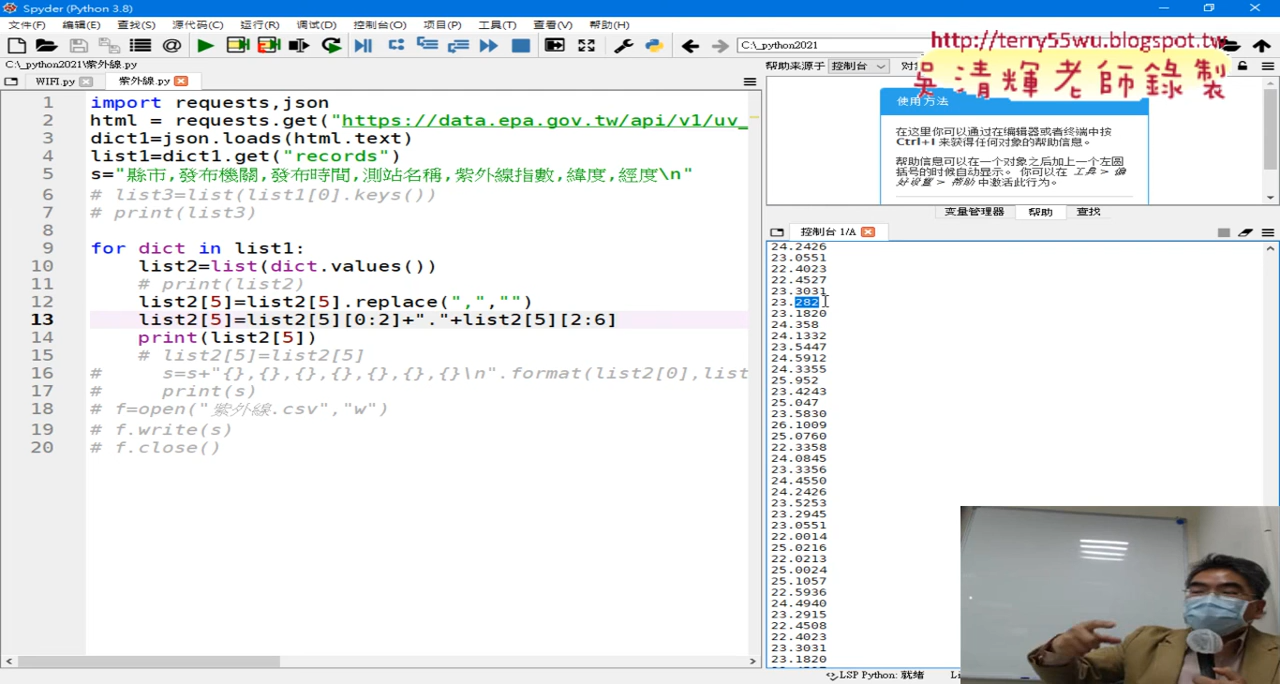 Spyder (Python 3.8)
文件(F) 编辑(E) 查找(S) 源代码(C) 运行(R) 调试(D) 控制台(O) 项目(P) 工具(T) 查看(V) 帮助(H)
C:\_python2021
http://terry55wu.blogspot.tw
吳清輝老師錄製
C:\_python2021\紫外線.py
WIFI.py 紫外線.py
帮助来源于 控制台
1 import requests,json
2 html = requests.get("https://data.epa.gov.tw/api/v1/uv_
3 dict1=json.loads(html.text)
4 list1=dict1.get("records")
5 s="縣市,發布機關,發布時間,測站名稱,紫外線指數,緯度,經度\n"
6 # list3=list(list1[0].keys())
7 # print(list3)
8
9 for dict in list1:
10 list2=list(dict.values())
11 # print(list2)
12 list2[5]=list2[5].replace(",","")
13 list2[5]=list2[5][0:2]+"."+list2[5][2:6]
14 print(list2[5])
15 # list2[5]=list2[5]
16 # s=s+"{},{},{},{},{},{},{}\n".format(list2[0],list
17 # print(s)
18 # f=open("紫外線.csv","w")
19 # f.write(s)
20 # f.close()
使用方法
在这里你可以通过在编辑器或者终端中按
Ctrl+I 来获得任何对象的帮助信息。
帮助信息可以在一个对象之后加上一个左圆
括号的时候自动显示。 你可以在 工具 > 偏
好设置 > 帮助 中激活此行为。
变量管理器 帮助 查找
控制台 1/A
24.2426
23.0551
22.4023
22.4527
23.3031
23.282
23.1820
24.358
24.1332
23.5447
24.5912
24.3355
25.952
23.4243
25.047
23.5830
26.1009
25.0760
22.3358
24.0845
23.3356
24.4550
24.2426
23.5253
23.2945
23.0551
22.0014
25.0216
22.0213
25.0024
25.1057
22.5936
24.4940
23.2915
22.4508
22.4023
23.3031
23.1820
LSP Python: 就绪